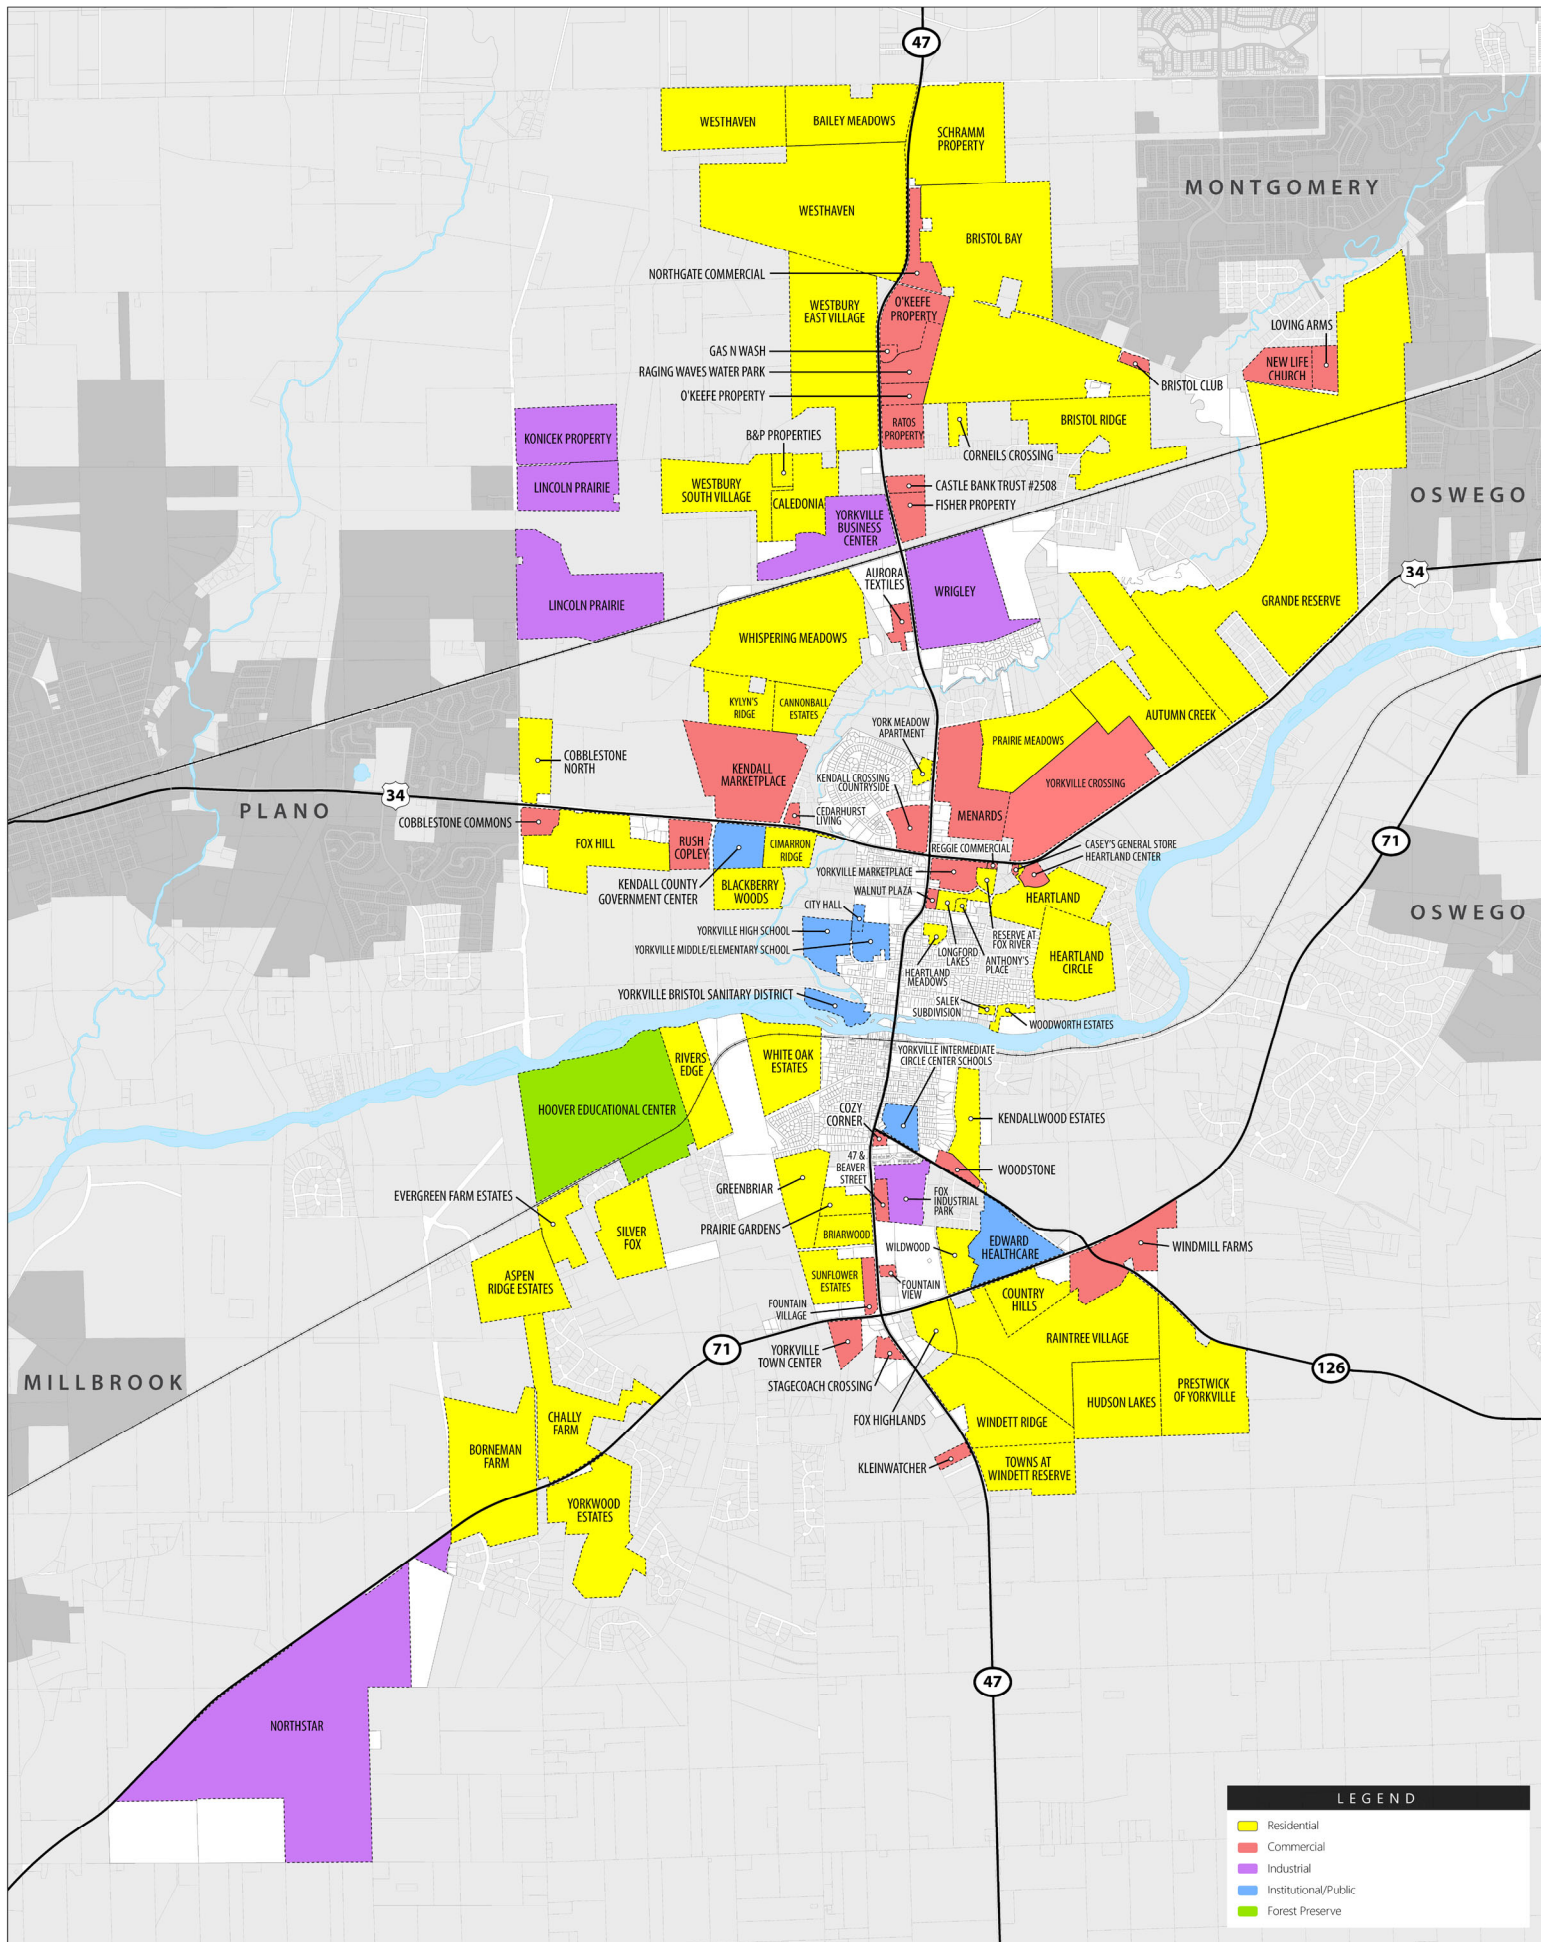 47
WESTHAVEN
BAILEY MEADOWS
SCHRAMM
PROPERTY
MONTGOMERY
WESTHAVEN
BRISTOL BAY
NORTHGATE COMMERCIAL
WESTBURY
EAST VILLAGE
O'KEEFE
PROPERTY
LOVING ARMS
GAS N WASH
RAGING WAVES WATER PARK
NEW LIFE
CHURCH
BRISTOL CLUB
O'KEEFE PROPERTY
RATOS
PROPERTY
BRISTOL RIDGE
KONICEK PROPERTY
B&P PROPERTIES
CORNEILS CROSSING
LINCOLN PRAIRIE
WESTBURY
SOUTH VILLAGE
CASTLE BANK TRUST #2508
CALEDONIA
FISHER PROPERTY
OSWEGO
YORKVILLE
BUSINESS
CENTER
AURORA
TEXTILES
34
WRIGLEY
LINCOLN PRAIRIE
GRANDE RESERVE
WHISPERING MEADOWS
KYLYN'S
RIDGE
CANNONBALL
ESTATES
AUTUMN CREEK
YORK MEADOW
APARTMENT
PRAIRIE MEADOWS
COBBLESTONE
NORTH
KENDALL
MARKETPLACE
KENDALL CROSSING
COUNTRYSIDE
YORKVILLE CROSSING
34
PLANO
CEDARHURST
LIVING
MENARDS
COBBLESTONE COMMONS
FOX HILL
RUSH
COPLEY
CIMARRON
RIDGE
REGGIE COMMERCIAL
CASEY'S GENERAL STORE
HEARTLAND CENTER
71
YORKVILLE MARKETPLACE
KENDALL COUNTY
GOVERNMENT CENTER
BLACKBERRY
WOODS
WALNUT PLAZA
HEARTLAND
CITY HALL
OSWEGO
YORKVILLE HIGH SCHOOL
RESERVE AT
FOX RIVER
YORKVILLE MIDDLE/ELEMENTARY SCHOOL
LONGFORD
LAKES
ANTHONY'S
PLACE
HEARTLAND
CIRCLE
HEARTLAND
MEADOWS
YORKVILLE BRISTOL SANITARY DISTRICT
SALEK
SUBDIVISION
WOODWORTH ESTATES
RIVERS
EDGE
WHITE OAK
ESTATES
YORKVILLE INTERMEDIATE
CIRCLE CENTER SCHOOLS
HOOVER EDUCATIONAL CENTER
COZY
CORNER
KENDALLWOOD ESTATES
47 &
BEAVER
STREET
WOODSTONE
GREENBRIAR
EVERGREEN FARM ESTATES
FOX
INDUSTRIAL
PARK
PRAIRIE GARDENS
SILVER
FOX
BRIARWOOD
WILDWOOD
EDWARD
HEALTHCARE
WINDMILL FARMS
ASPEN
RIDGE ESTATES
SUNFLOWER
ESTATES
FOUNTAIN
VIEW
COUNTRY
HILLS
FOUNTAIN
VILLAGE
RAINTREE VILLAGE
71
YORKVILLE
TOWN CENTER
126
MILLBROOK
STAGECOACH CROSSING
PRESTWICK
OF YORKVILLE
HUDSON LAKES
CHALLY
FARM
FOX HIGHLANDS
WINDETT RIDGE
BORNEMAN
FARM
KLEINWATCHER
TOWNS AT
WINDETT RESERVE
YORKWOOD
ESTATES
47
NORTHSTAR
LEGEND
Residential
Commercial
Industrial
Institutional/Public
Forest Preserve